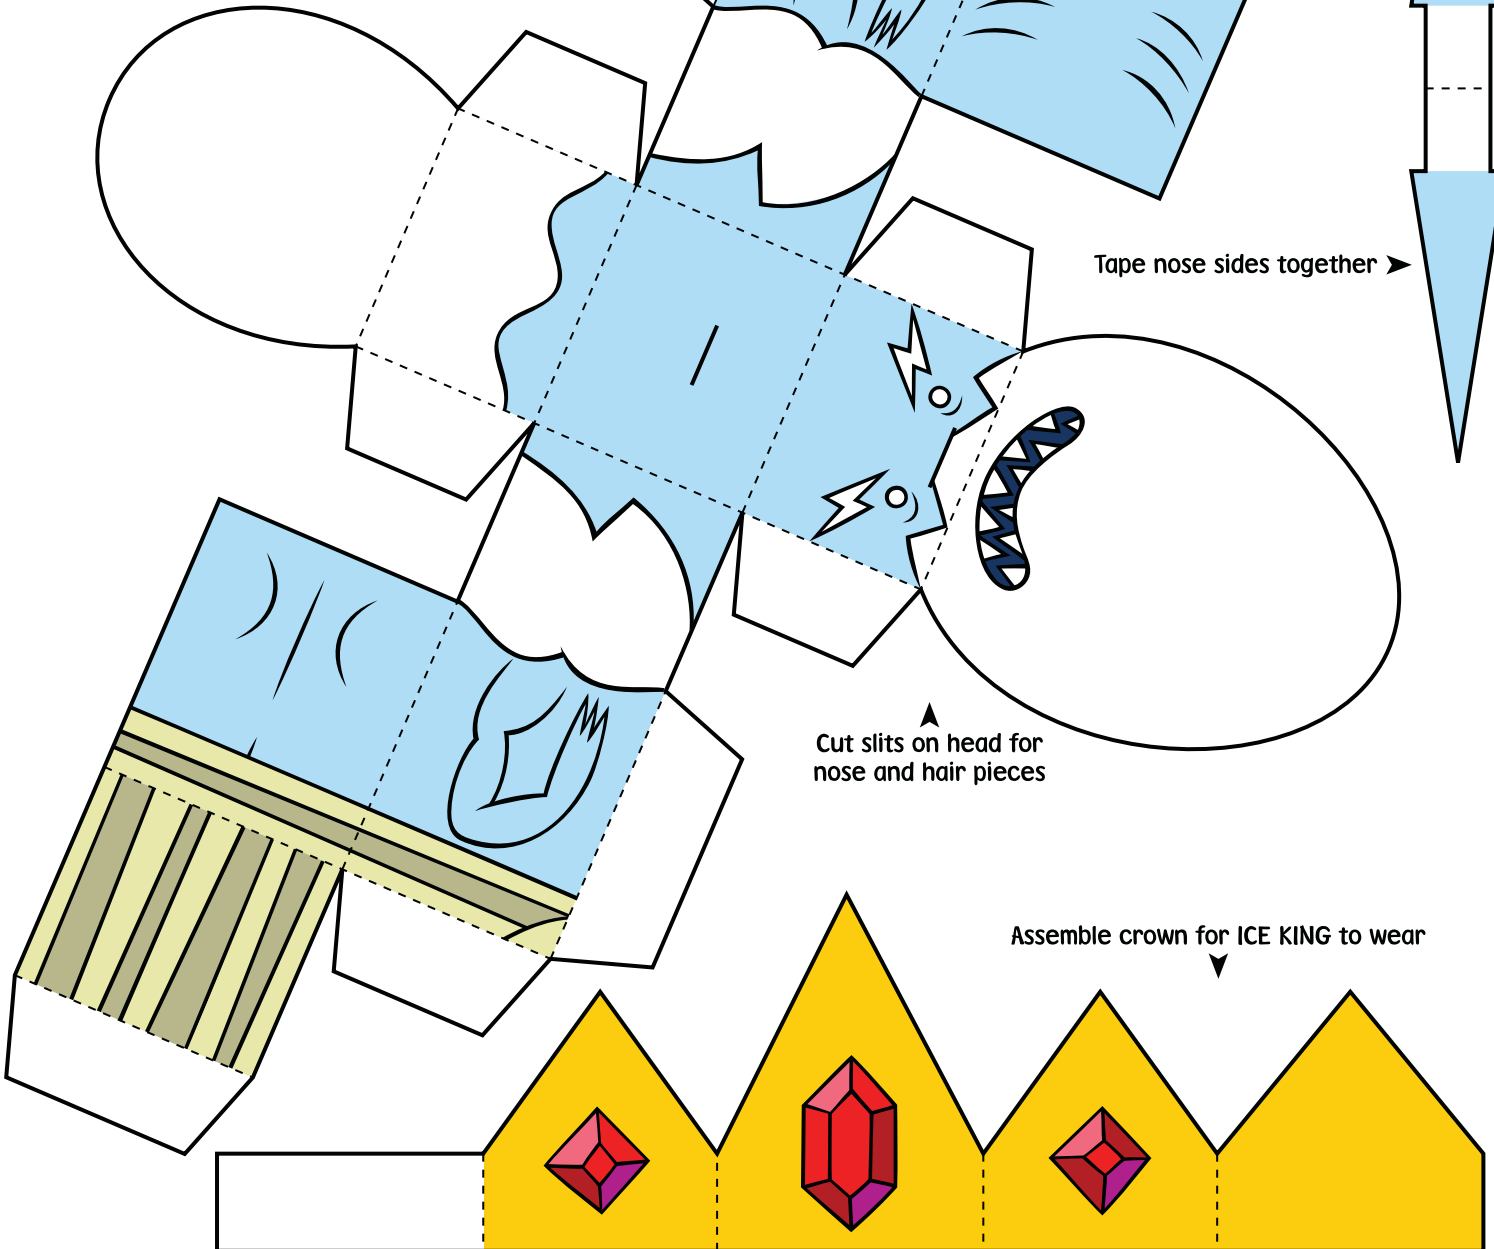 Tape nose sides together
Cut slits on head for
nose and hair pieces
Assemble crown for ICE KING to wear